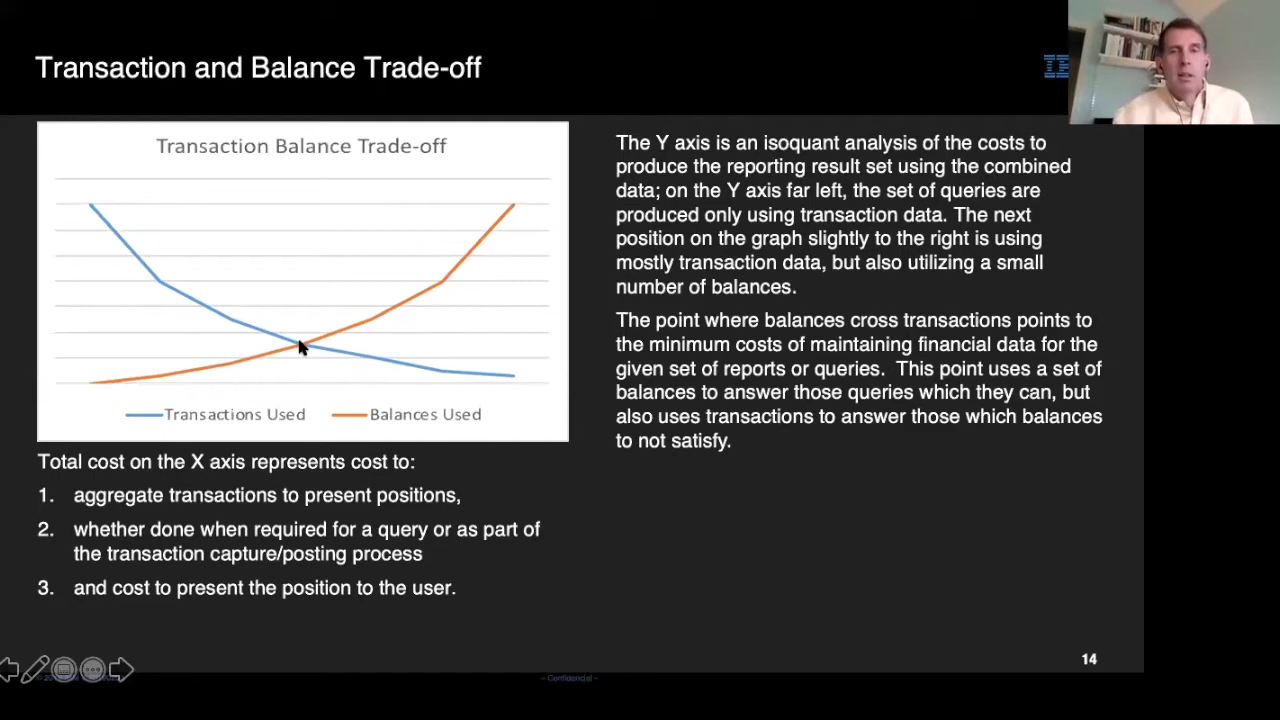 Transaction and Balance Trade-off
Transaction Balance Trade-off
Transactions Used
Balances Used
Total cost on the X axis represents cost to:
1. aggregate transactions to present positions,
2. whether done when required for a query or as part of
the transaction capture/posting process
3. and cost to present the position to the user.
The Y axis is an isoquant analysis of the costs to
produce the reporting result set using the combined
data; on the Y axis far left, the set of queries are
produced only using transaction data. The next
position on the graph slightly to the right is using
mostly transaction data, but also utilizing a small
number of balances.
The point where balances cross transactions points to
the minimum costs of maintaining financial data for the
given set of reports or queries. This point uses a set of
balances to answer those queries which they can, but
also uses transactions to answer those which balances
to not satisfy.
14
– Confidencial –